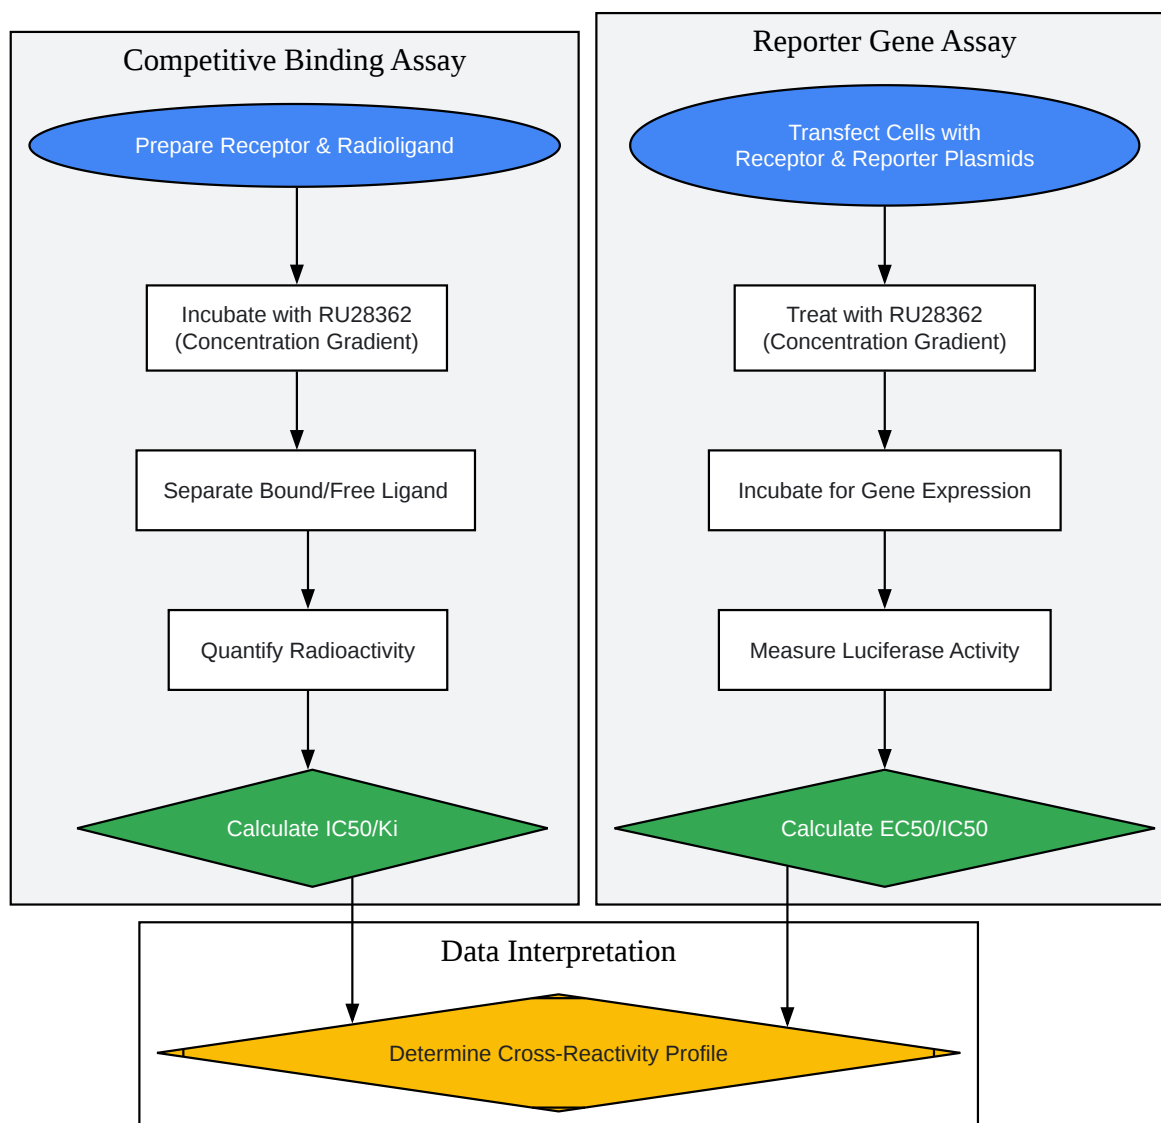 Competitive Binding Assay
Prepare Receptor & Radioligand
Incubate with RU28362
(Concentration Gradient)
Separate Bound/Free Ligand
Quantify Radioactivity
Calculate IC50/Ki
Reporter Gene Assay
Transfect Cells with
Receptor & Reporter Plasmids
Treat with RU28362
(Concentration Gradient)
Incubate for Gene Expression
Measure Luciferase Activity
Calculate EC50/IC50
Data Interpretation
Determine Cross-Reactivity Profile